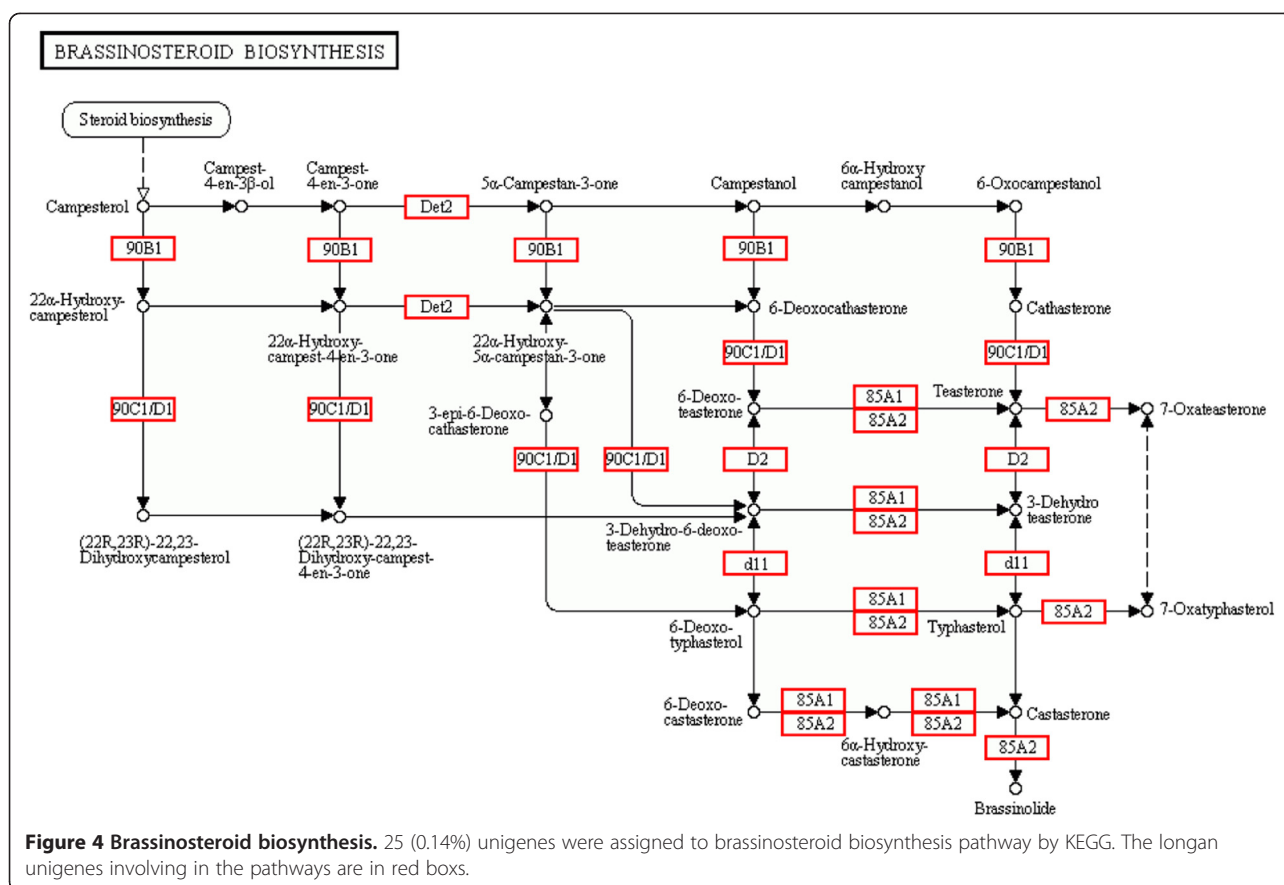 BRASSINOSTEROID BIOSYNTHESIS
Steroid biosynthesis
Campest-
4-en-3β-ol
Campest-
4-en-3-one
5α-Campestan-3-one
Campestanol
6α-Hydroxy
campestanol
6-Oxocampestanol
Campesterol
Det2
90B1
90B1
90B1
90B1
90B1
22α-Hydroxy-
campesterol
Det2
22α-Hydroxy-
campest-4-en-3-one
22α-Hydroxy-
5α-campestan-3-one
6-Deoxocathasterone
Cathasterone
90C1/D1
90C1/D1
90C1/D1
90C1/D1
3-epi-6-Deoxo-
cathasterone
6-Deoxo-
teasterone
85A1
85A2
Teasterone
85A2
7-Oxateasterone
90C1/D1
90C1/D1
D2
D2
(22R,23R)-22,23-
Dihydroxycampesterol
(22R,23R)-22,23-
Dihydroxy-campest-
4-en-3-one
3-Dehydro-6-deoxo-
teasterone
85A1
85A2
3-Dehydro
teasterone
d11
d11
6-Deoxo-
typhasterol
85A1
85A2
Typhasterol
85A2
7-Oxatyphasterol
6-Deoxo-
castasterone
85A1
85A2
6α-Hydroxy-
castasterone
85A1
85A2
Castasterone
85A2
Brassinolide
Figure 4 Brassinosteroid biosynthesis. 25 (0.14%) unigenes were assigned to brassinosteroid biosynthesis pathway by KEGG. The longan
unigenes involving in the pathways are in red boxs.